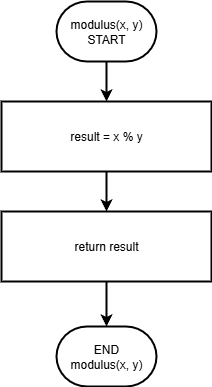 modulus(x, y)
START
result = x % y
return result
END
modulus(x, y)